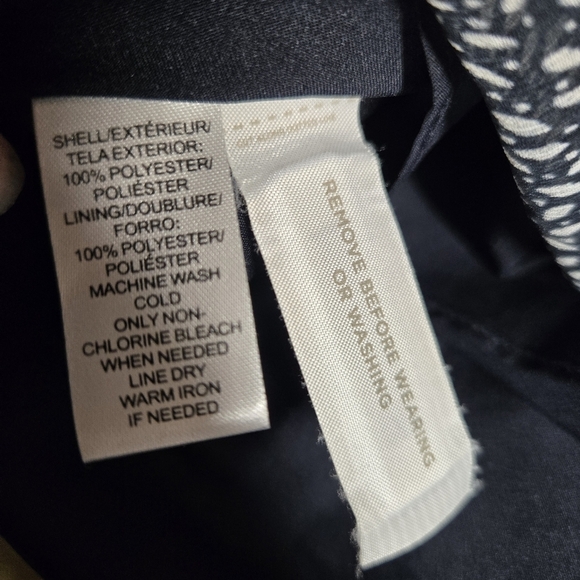 SHELL/EXTÉRIEUR/
TELA EXTERIOR:
100% POLYESTER/
POLIÉSTER
LINING/DOUBLURE/
FORRO:
100% POLYESTER/
POLIÉSTER
MACHINE WASH
COLD
ONLY NON-
CHLORINE BLEACH
WHEN NEEDED
LINE DRY
WARM IRON
IF NEEDED
REMOVE BEFORE WEARING
OR WASHING